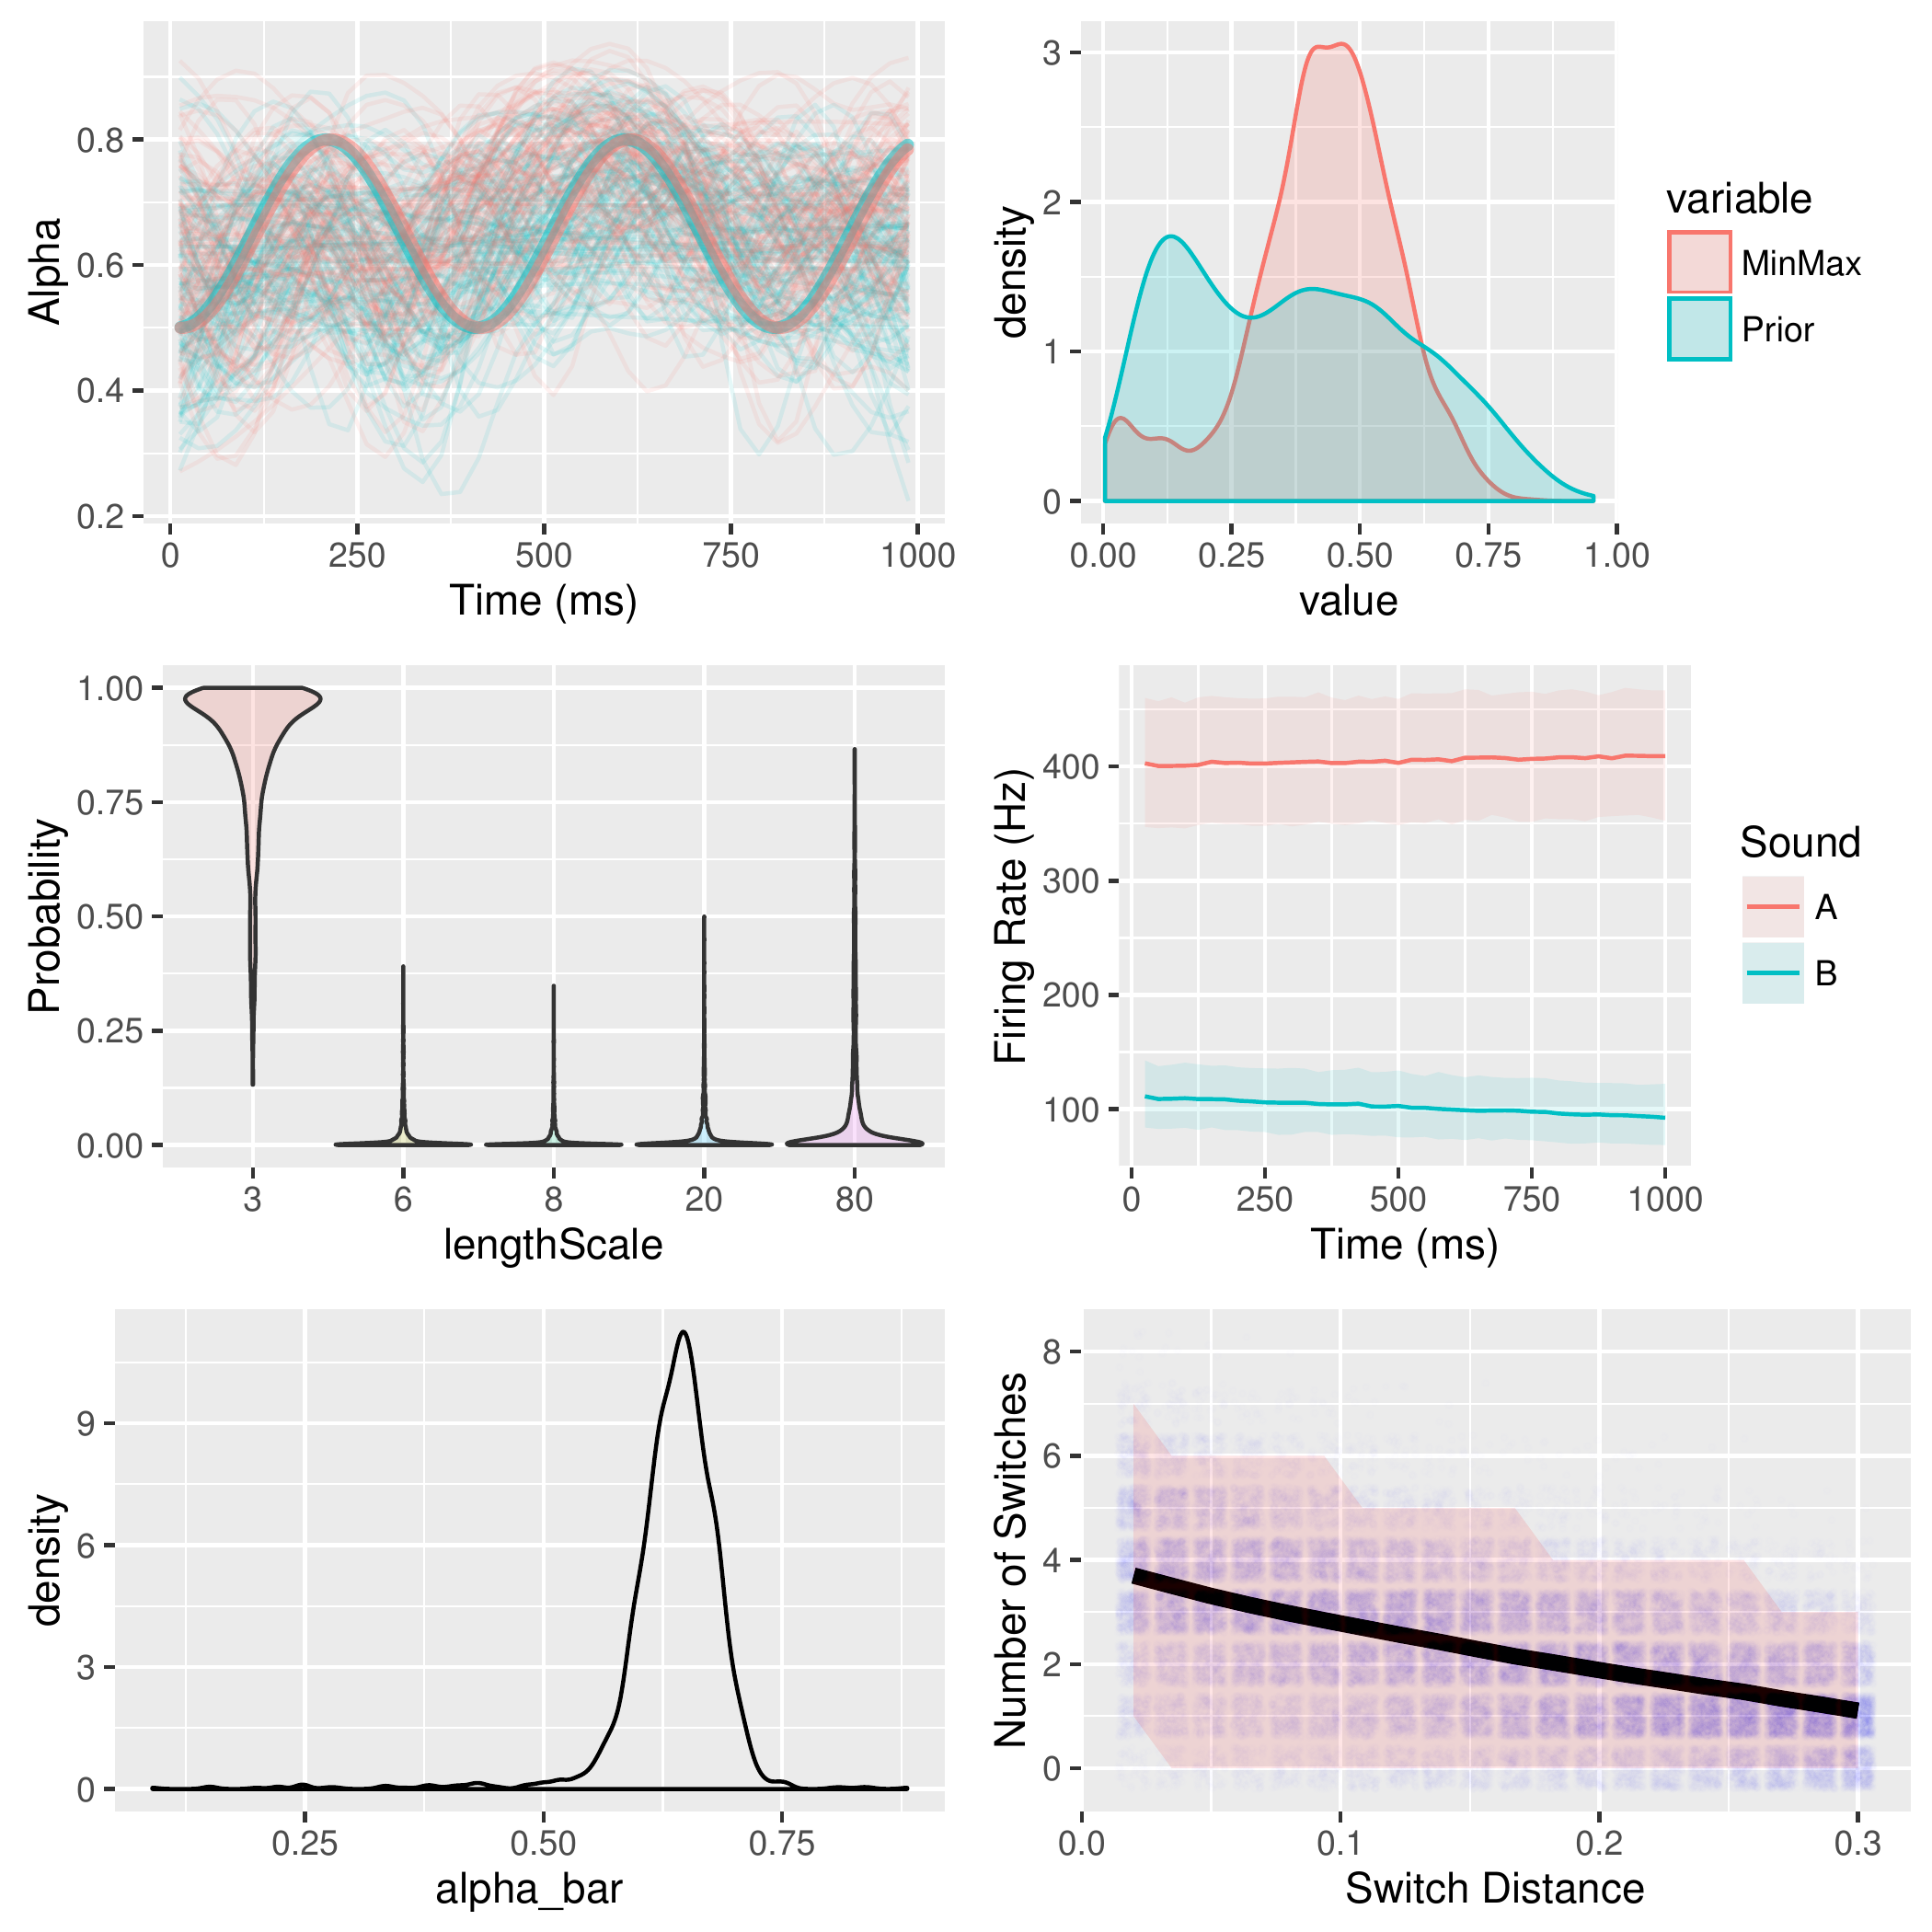 Alpha
0.8
0.6
0.4
0.2
0 250 500 750 1000
Time (ms)
density
3
2
1
0
0.00 0.25 0.50 0.75 1.00
value
variable
MinMax
Prior
Probability
1.00
0.75
0.50
0.25
0.00
3 6 8 20 80
lengthScale
Firing Rate (Hz)
400
300
200
100
0 250 500 750 1000
Time (ms)
Sound
A
B
density
9
6
3
0
0.25 0.50 0.75
alpha_bar
Number of Switches
8
6
4
2
0
0.0 0.1 0.2 0.3
Switch Distance